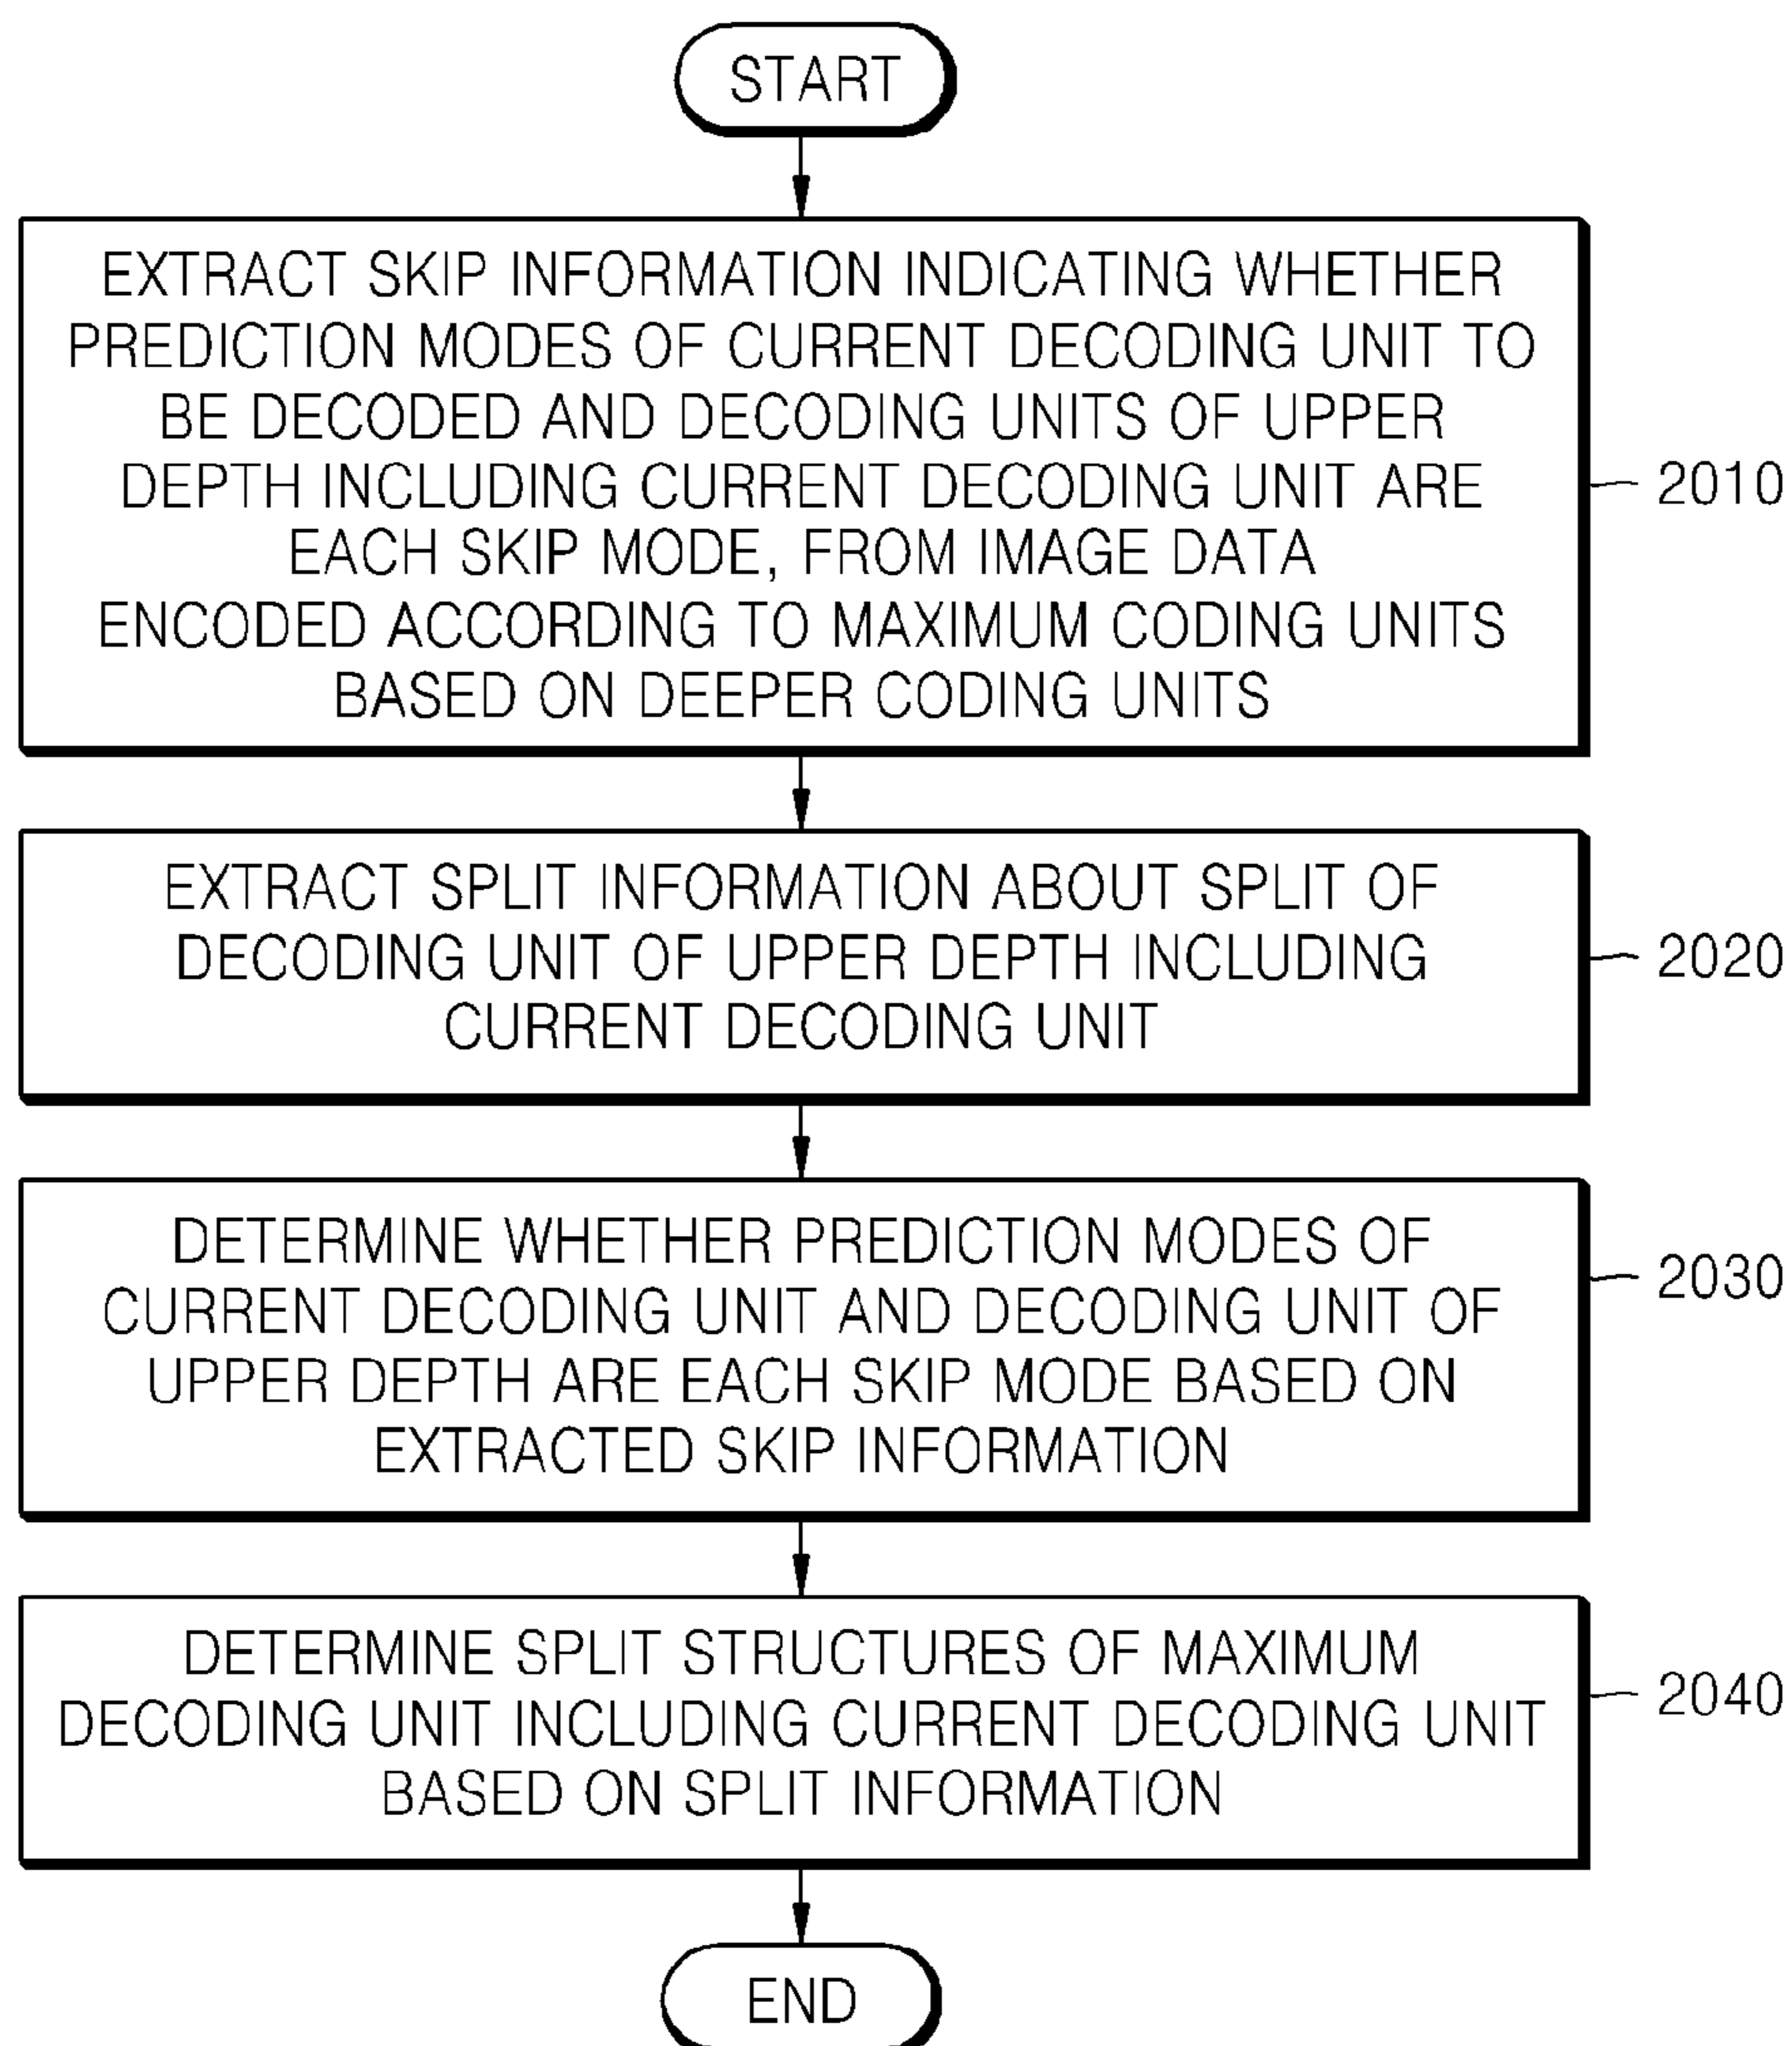 START
EXTRACT SKIP INFORMATION INDICATING WHETHER
PREDICTION MODES OF CURRENT DECODING UNIT TO
BE DECODED AND DECODING UNITS OF UPPER
DEPTH INCLUDING CURRENT DECODING UNIT ARE
EACH SKIP MODE, FROM IMAGE DATA
ENCODED ACCORDING TO MAXIMUM CODING UNITS
BASED ON DEEPER CODING UNITS
2010
EXTRACT SPLIT INFORMATION ABOUT SPLIT OF
DECODING UNIT OF UPPER DEPTH INCLUDING
CURRENT DECODING UNIT
2020
DETERMINE WHETHER PREDICTION MODES OF
CURRENT DECODING UNIT AND DECODING UNIT OF
UPPER DEPTH ARE EACH SKIP MODE BASED ON
EXTRACTED SKIP INFORMATION
2030
DETERMINE SPLIT STRUCTURES OF MAXIMUM
DECODING UNIT INCLUDING CURRENT DECODING UNIT
BASED ON SPLIT INFORMATION
2040
END